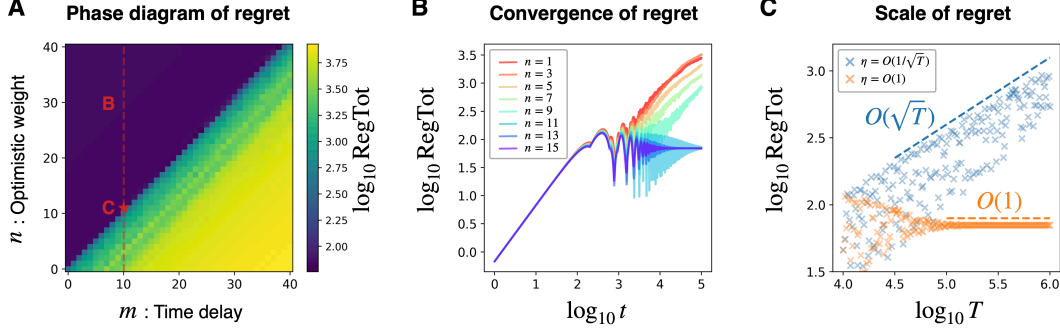 A
Phase diagram of regret
40
30
20
10
0
n : Optimistic weight
B
C
0
10
20
30
40
m : Time delay
3.75
3.50
3.25
3.00
2.75
2.50
2.25
2.00
log₁₀ RegTot
B
Convergence of regret
3.5
3.0
2.5
2.0
1.5
1.0
0.5
0.0
log₁₀ RegTot
n = 1
n = 3
n = 5
n = 7
n = 9
n = 11
n = 13
n = 15
0
1
2
3
4
5
log₁₀ t
C
Scale of regret
3.0
2.5
2.0
1.5
log₁₀ RegTot
η = O(1/√T)
η = O(1)
O(√T)
O(1)
4.0
4.5
5.0
5.5
6.0
log₁₀ T